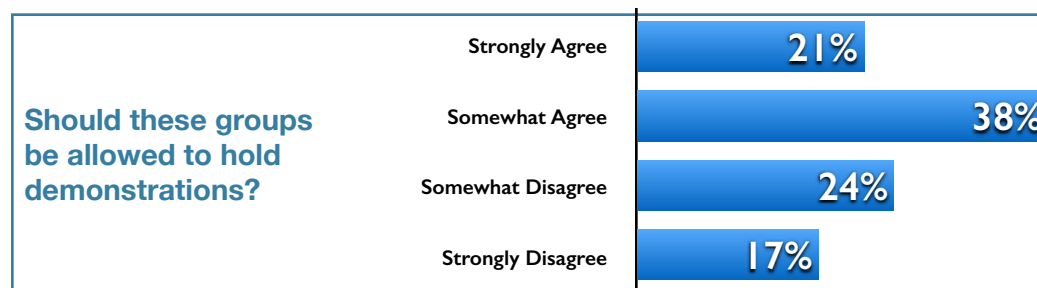 Should these groups
be allowed to hold
demonstrations?
Strongly Agree 21%
Somewhat Agree 38%
Somewhat Disagree 24%
Strongly Disagree 17%